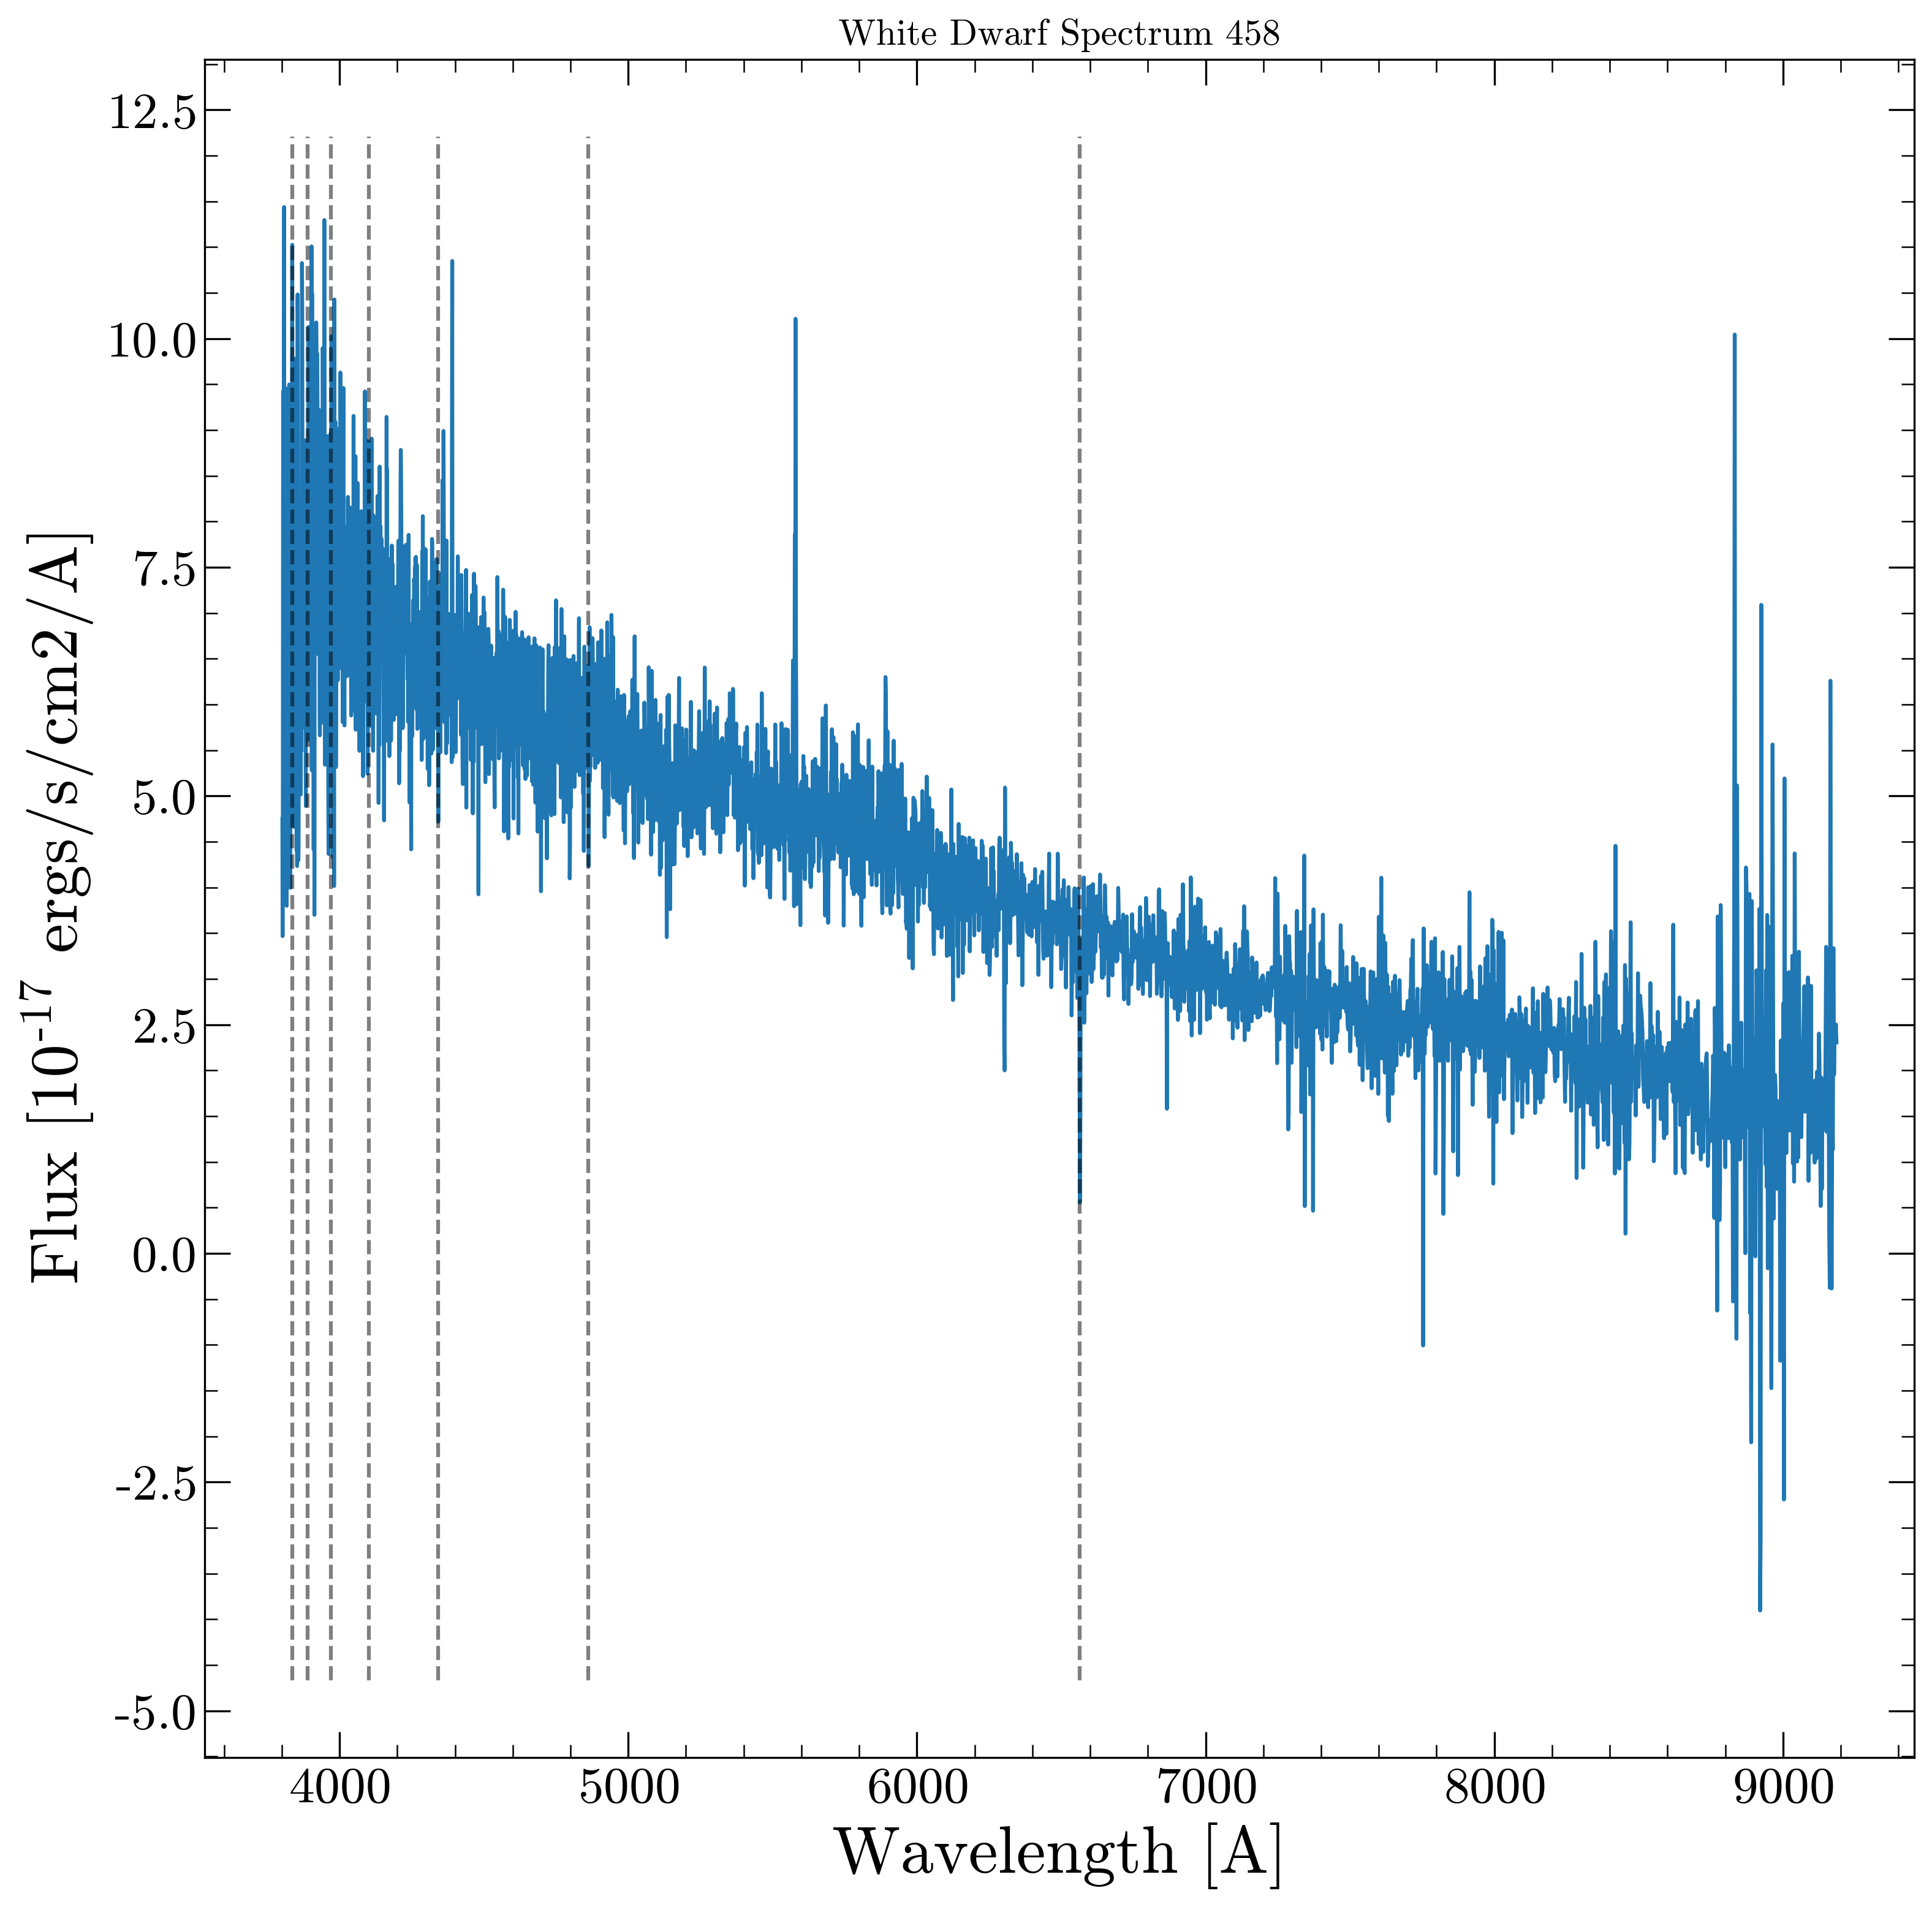 White Dwarf Spectrum 458
12.5
10.0
7.5
5.0
2.5
0.0
-2.5
-5.0
Flux [10-17 ergs/s/cm2/A]
4000 5000 6000 7000 8000 9000
Wavelength [A]